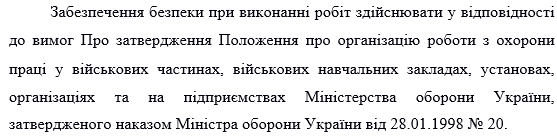 Забезпечення безпеки при виконанні робіт здійснювати у відповідності
до вимог Про затвердження Положення про організацію роботи з охорони
праці у військових частинах, військових навчальних закладах, установах,
організаціях та на підприємствах Міністерства оборони України,
затвердженого наказом Міністра оборони України від 28.01.1998 № 20.